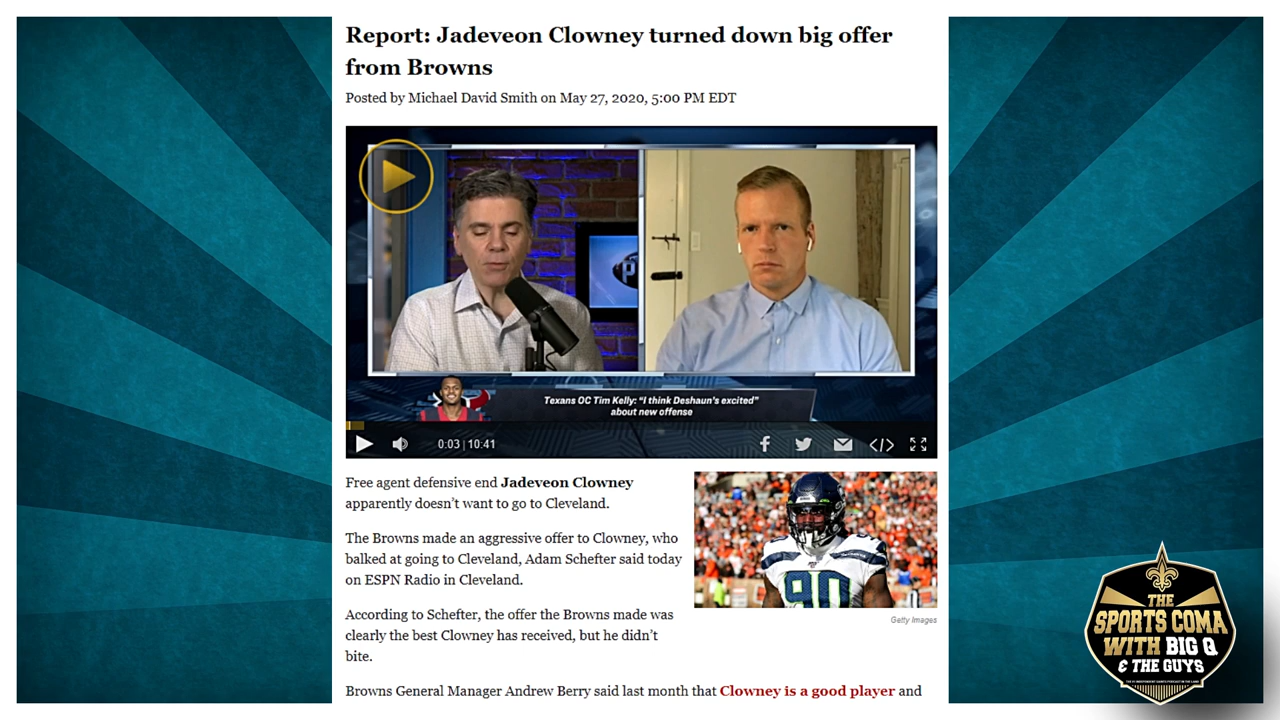 Report: Jadeveon Clowney turned down big offer
from Browns
Posted by Michael David Smith on May 27, 2020, 5:00 PM EDT
P
Texans OC Tim Kelly: “I think Deshaun’s excited”
about new offense
0:03 | 10:41
Free agent defensive end Jadeveon Clowney
apparently doesn’t want to go to Cleveland.
The Browns made an aggressive offer to Clowney, who
balked at going to Cleveland, Adam Schefter said today
on ESPN Radio in Cleveland.
According to Schefter, the offer the Browns made was
clearly the best Clowney has received, but he didn’t
bite.
90
Getty Images
Browns General Manager Andrew Berry said last month that Clowney is a good player and
THE
SPORTS COMA
WITH BIG Q
& THE GUYS